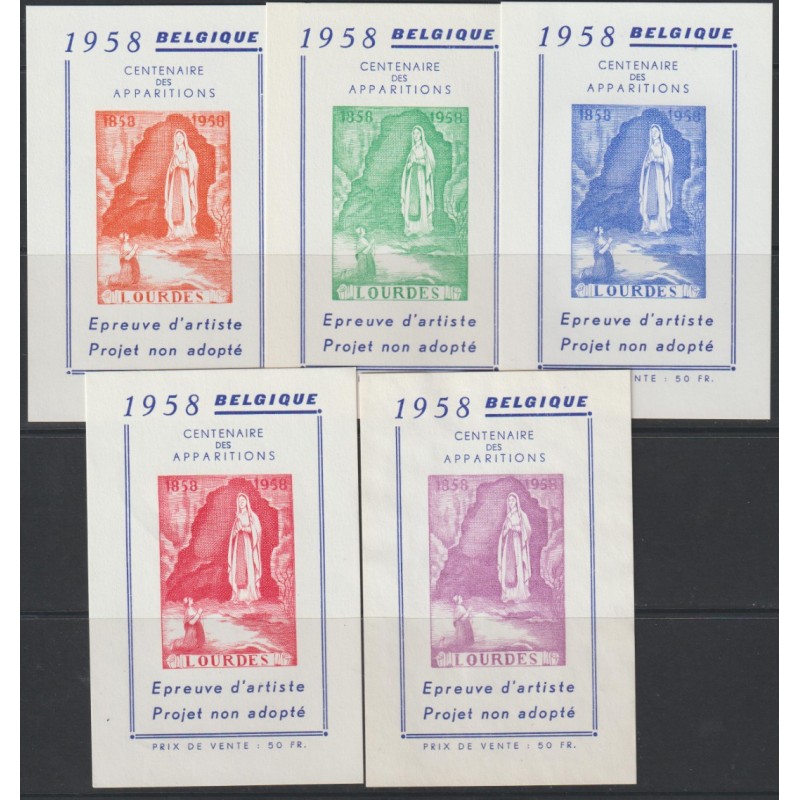 1958 BELGIQUE
CENTENAIRE
DES
APPARITIONS
1858 1958
LOURDES
Epreuve d'artiste
Projet non adopté
1958 BELGIQUE
CENTENAIRE
DES
APPARITIONS
1858 1958
LOURDES
Epreuve d'artiste
Projet non adopté
1958 BELGIQUE
CENTENAIRE
DES
APPARITIONS
1858 1958
LOURDES
Epreuve d'artiste
Projet non adopté
NTE : 50 FR.
1958 BELGIQUE
CENTENAIRE
DES
APPARITIONS
1858 1958
LOURDES
Epreuve d'artiste
Projet non adopté
PRIX DE VENTE : 50 FR.
1958 BELGIQUE
CENTENAIRE
DES
APPARITIONS
1858 1958
LOURDES
Epreuve d'artiste
Projet non adopté
PRIX DE VENTE : 50 FR.